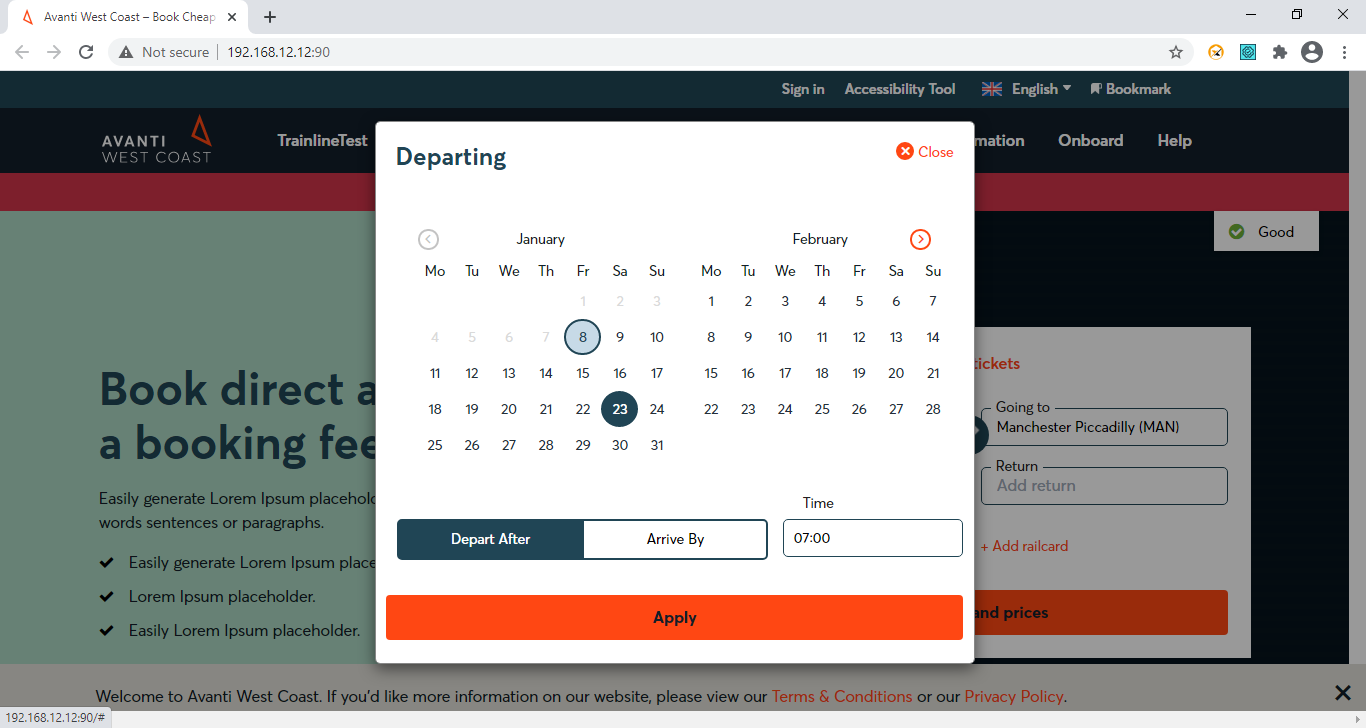 Avanti West Coast – Book Cheap
Not secure 192.168.12.12:90
Sign in Accessibility Tool English Bookmark
AVANTI
WEST COAST
TrainlineTest mation Onboard Help
Departing Close
Good
January February
Mo Tu We Th Fr Sa Su Mo Tu We Th Fr Sa Su
1 2 3 1 2 3 4 5 6 7
4 5 6 7 8 9 10 8 9 10 11 12 13 14
11 12 13 14 15 16 17 15 16 17 18 19 20 21
18 19 20 21 22 23 24 22 23 24 25 26 27 28
25 26 27 28 29 30 31
Time
Depart After Arrive By 07:00
Apply
Book direct a
a booking fee
Easily generate Lorem Ipsum placehold
words sentences or paragraphs.
Easily generate Lorem Ipsum place
Lorem Ipsum placeholder.
Easily Lorem Ipsum placeholder.
tickets
Going to
Manchester Piccadilly (MAN)
Return
Add return
+ Add railcard
and prices
Welcome to Avanti West Coast. If you'd like more information on our website, please view our Terms & Conditions or our Privacy Policy.
192.168.12.12:90/#